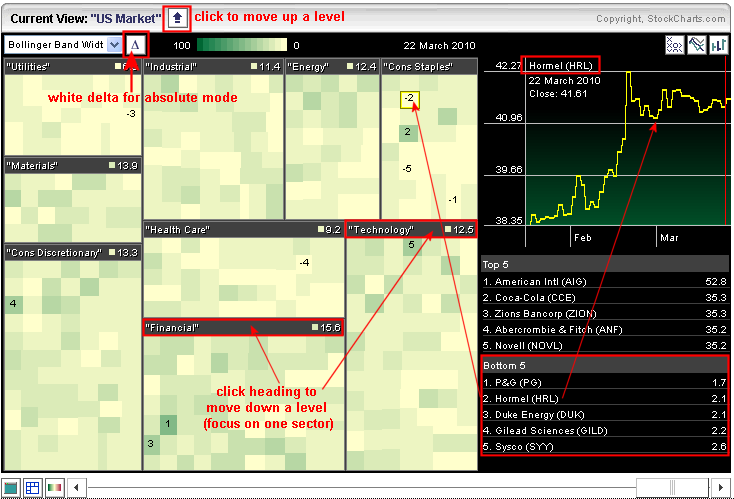 Current View: "US Market" click to move up a level Copyright, StockCharts.com
Bollinger Band Widt Δ 100 0 22 March 2010
"Utilities"
"Industrial" 11.4
"Energy" 12.4
"Cons Staples"
white delta for absolute mode
-3
-2
2
-5
-1
"Materials" 13.9
"Health Care" 9.2
-4
"Technology" 12.5
5
"Cons Discretionary" 13.3
4
"Financial" 15.6
click heading to
move down a level
(focus on one sector)
1
3
42.27
40.96
39.66
38.35
Hormel (HRL)
22 March 2010
Close: 41.61
Feb Mar
Top 5
1. American Intl (AIG) 52.8
2. Coca-Cola (CCE) 35.3
3. Zions Bancorp (ZION) 35.3
4. Abercrombie & Fitch (ANF) 35.2
5. Novell (NOVL) 35.2
Bottom 5
1. P&G (PG) 1.7
2. Hormel (HRL) 2.1
3. Duke Energy (DUK) 2.1
4. Gilead Sciences (GILD) 2.2
5. Sysco (SYY) 2.6